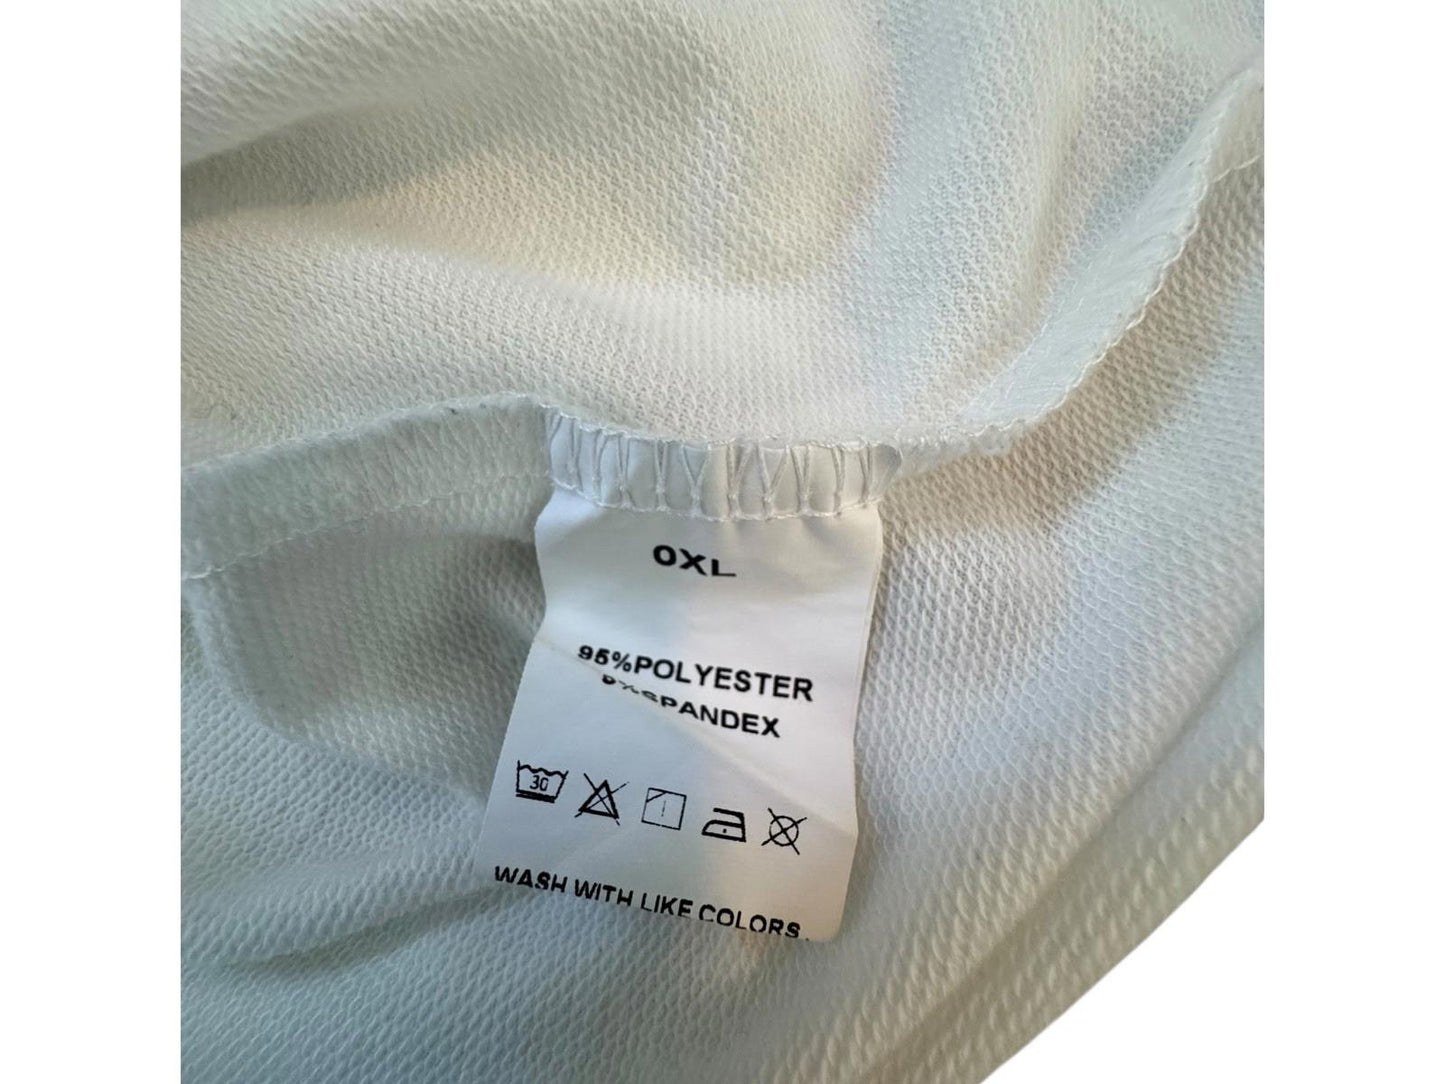 0XL
95%POLYESTER
SPANDEX
30
WASH WITH LIKE COLORS.